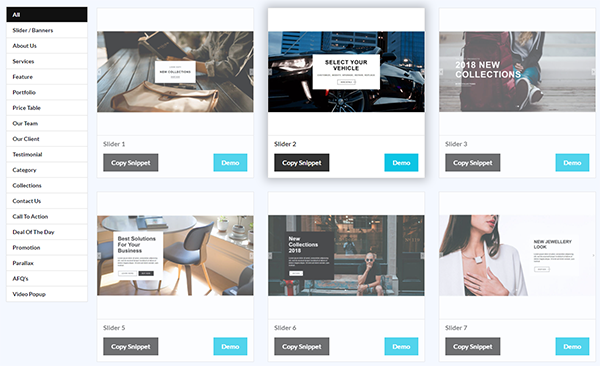 All
Slider / Banners
About Us
Services
Feature
Portfolio
Price Table
Our Team
Our Client
Testimonial
Category
Collections
Contact Us
Call To Action
Deal Of The Day
Promotion
Parallax
AFQ's
Video Popup
NEW COLLECTIONS
Slider 1
Copy Snippet
Demo
SELECT YOUR
VEHICLE
Slider 2
Copy Snippet
Demo
2018 NEW
COLLECTIONS
Slider 3
Copy Snippet
Demo
Best Solutions
For Your
Business
Slider 5
Copy Snippet
Demo
New
Collections
2018
Slider 6
Copy Snippet
Demo
NEW JEWELLERY
LOOK
Slider 7
Copy Snippet
Demo